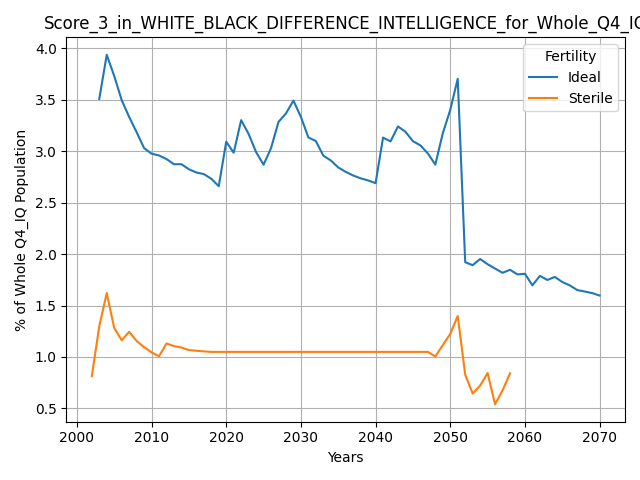 Score_3_in_WHITE_BLACK_DIFFERENCE_INTELLIGENCE_for_Whole_Q4_IQ
4.0
3.5
3.0
2.5
2.0
1.5
1.0
0.5
% of Whole Q4_IQ Population
Fertility
Ideal
Sterile
2000 2010 2020 2030 2040 2050 2060 2070
Years